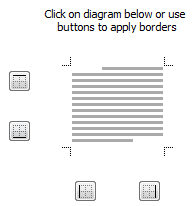 Click on diagram below or use
buttons to apply borders